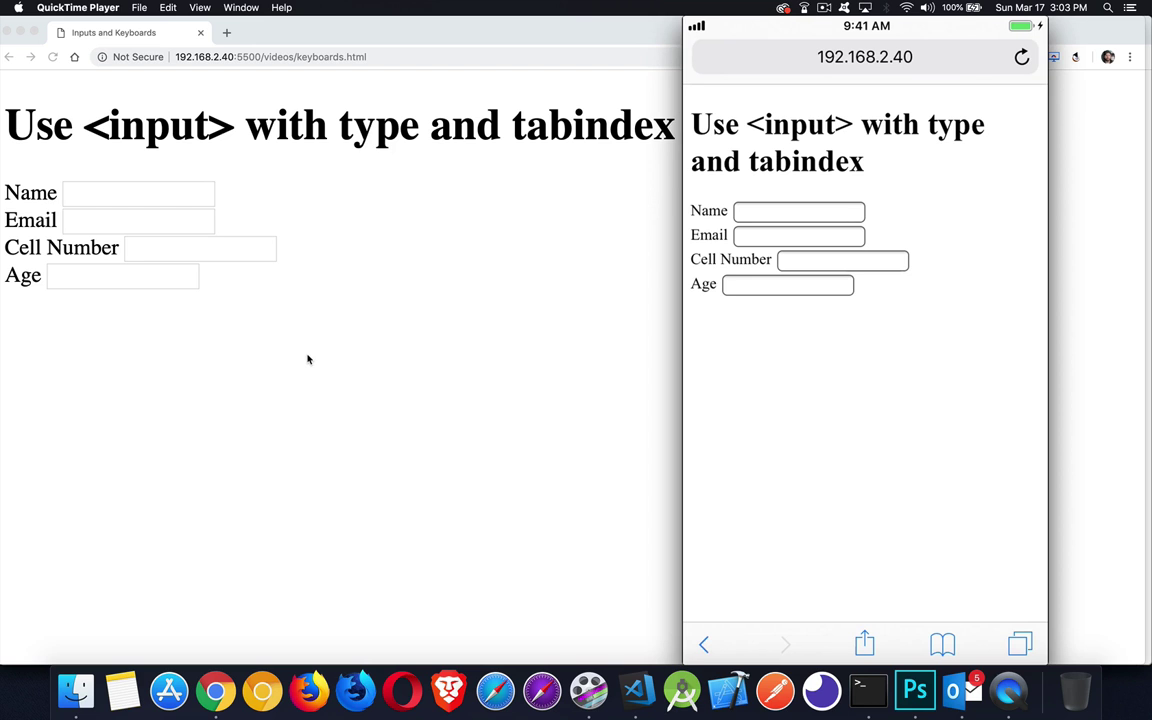 QuickTime Player File Edit View Window Help 100% Sun Mar 17 3:03 PM
Inputs and Keyboards
Not Secure 192.168.2.40:5500/videos/keyboards.html
Use <input> with type and tabindex
Name
Email
Cell Number
Age
9:41 AM
192.168.2.40
Use <input> with type
and tabindex
Name
Email
Cell Number
Age
>_
Ps
5